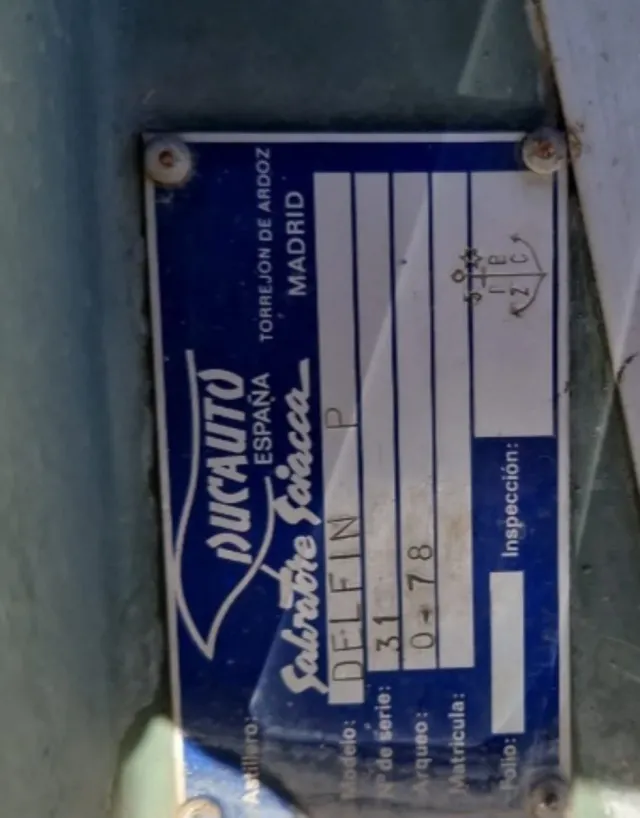 DUCAUTO
ESPAÑA TORREJON DE ARDOZ
MADRID
Astillero: Salvatore Sciacca
Modelo: DELFIN P
Nº de serie: 31
Arqueo: 0-78
Matricula:
Folio: Inspección: